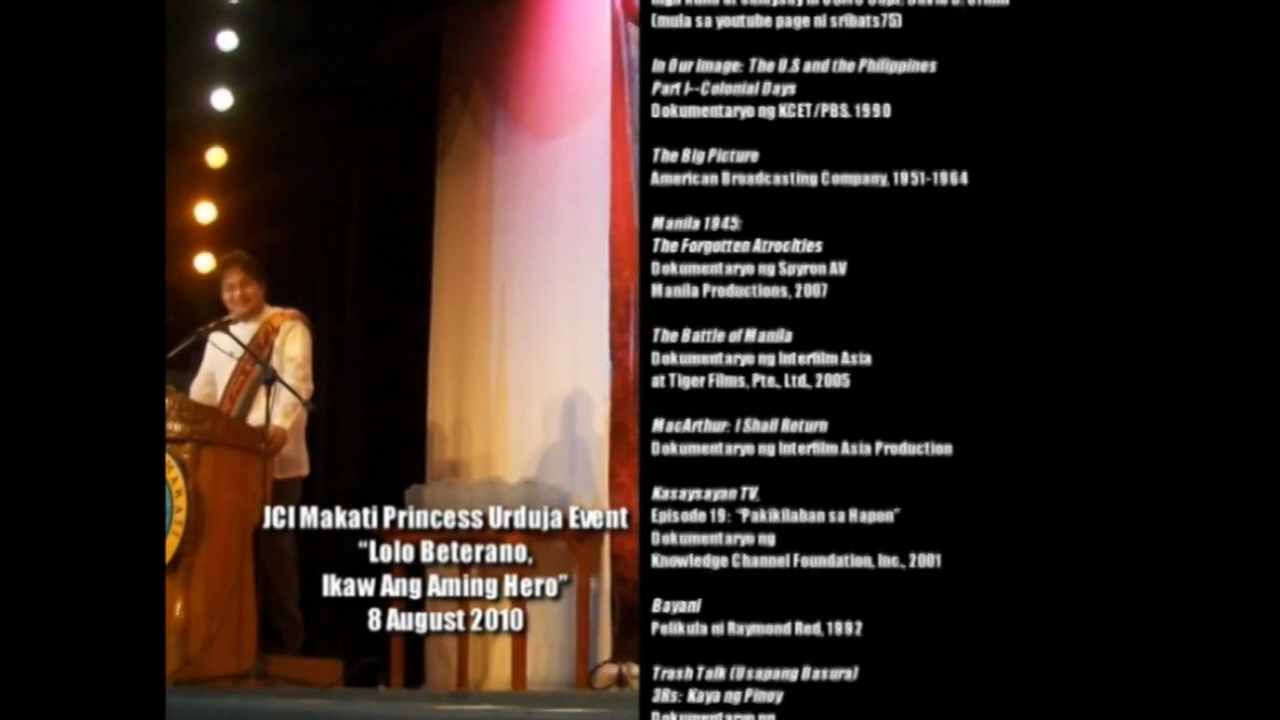 JCI Makati Princess Urduja Event
“Lolo Beterano,
Ikaw Ang Aming Hero”
8 August 2010
(mula sa youtube page ni sribats75)
In Our Image: The U.S and the Philippines
Part I--Colonial Days
Dokumentaryo ng KCET/PBS, 1990
The Big Picture
American Broadcasting Company, 1951-1964
Manila 1945:
The Forgotten Atrocities
Dokumentaryo ng Spyron AV
Manila Productions, 2007
The Battle of Manila
Dokumentaryo ng Interfilm Asia
at Tiger Films, Pte., Ltd., 2005
MacArthur: I Shall Return
Dokumentaryo ng Interfilm Asia Production
Kasaysayan TV,
Episode 19: “Pakikilaban sa Hapon”
Dokumentaryo ng
Knowledge Channel Foundation, Inc., 2001
Bayani
Pelikula ni Raymond Red, 1992
Trash Talk (Usapang Basura)
3Rs: Kaya ng Pinoy
Dokumentaryo ng